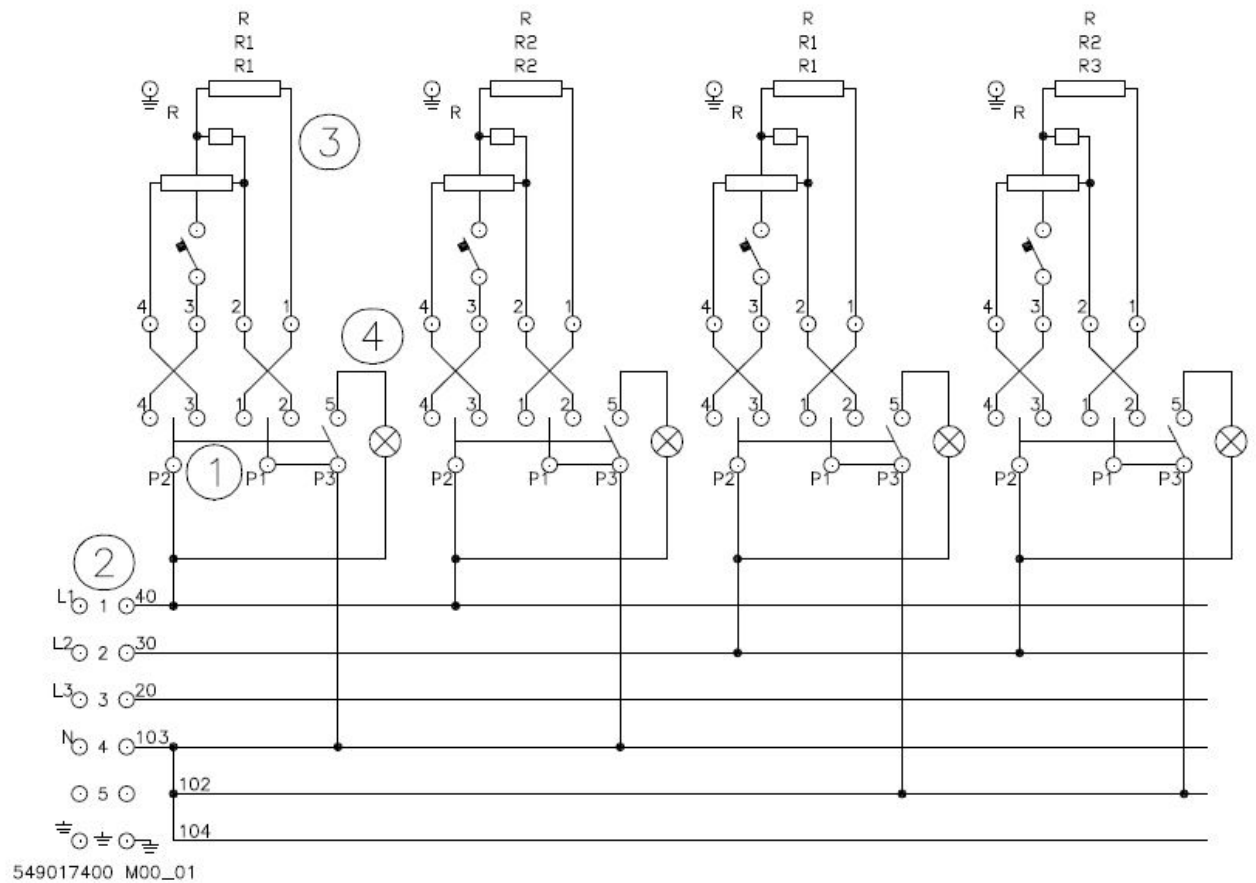 R R R R
R1 R2 R1 R2
R1 R2 R1 R3
R R R R
3
4 3 2 1 4 3 2 1 4 3 2 1 4 3 2 1
4
4 3 1 2 5 4 3 1 2 5 4 3 1 2 5 4 3 1 2 5
P2 1 P1 P3 P2 P1 P3 P2 P1 P3 P2 P1 P3
2
L1 1 40
L2 2 30
L3 3 20
N 4 103
5 102
104
549017400 M00_01